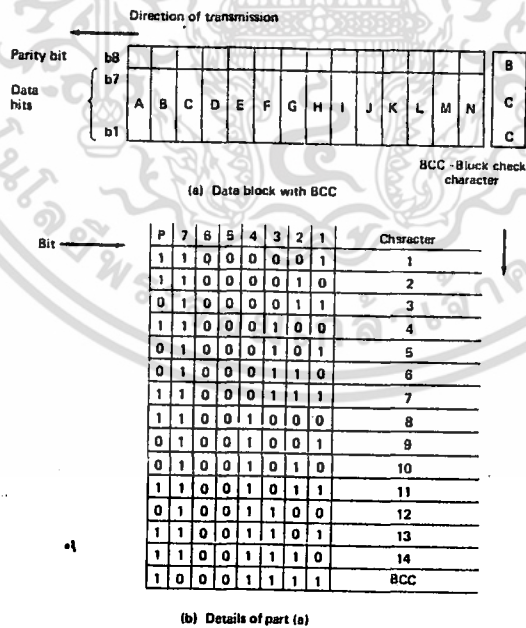 Direction of transmission
Parity bit b8
Data bits b7
b1
A B C D E F G H I J K L M N
B
C
C
BCC - Block check character
(a) Data block with BCC
Bit
P 7 6 5 4 3 2 1 Character
1 1 0 0 0 0 0 1 1
1 1 0 0 0 0 1 0 2
0 1 0 0 0 0 1 1 3
1 1 0 0 0 1 0 0 4
0 1 0 0 0 1 0 1 5
0 1 0 0 0 1 1 0 6
1 1 0 0 0 1 1 1 7
1 1 0 0 1 0 0 0 8
0 1 0 0 1 0 0 1 9
0 1 0 0 1 0 1 0 10
1 1 0 0 1 0 1 1 11
0 1 0 0 1 1 0 0 12
1 1 0 0 1 1 0 1 13
1 1 0 0 1 1 1 0 14
1 0 0 0 1 1 1 1 BCC
(b) Details of part (a)